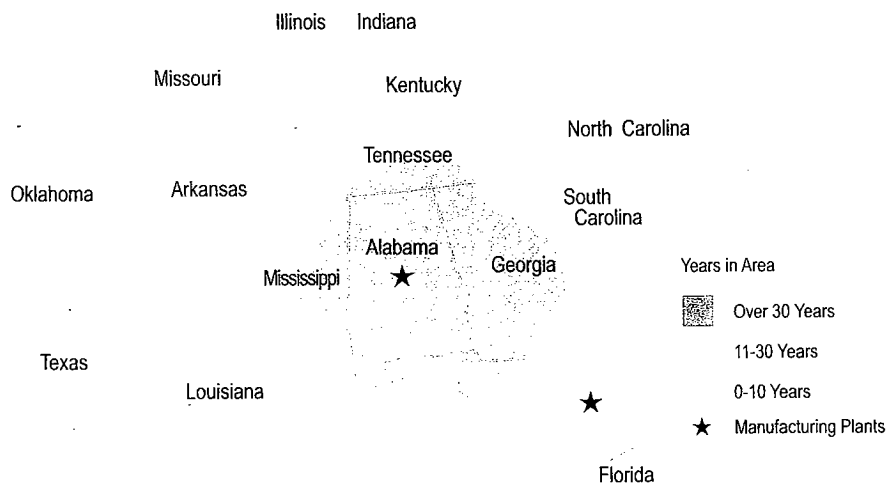 Illinois Indiana
Missouri
Kentucky
North Carolina
Tennessee
Oklahoma
Arkansas
South
Carolina
Alabama
Mississippi
Georgia
Years in Area
Over 30 Years
11-30 Years
0-10 Years
Manufacturing Plants
Texas
Louisiana
Florida